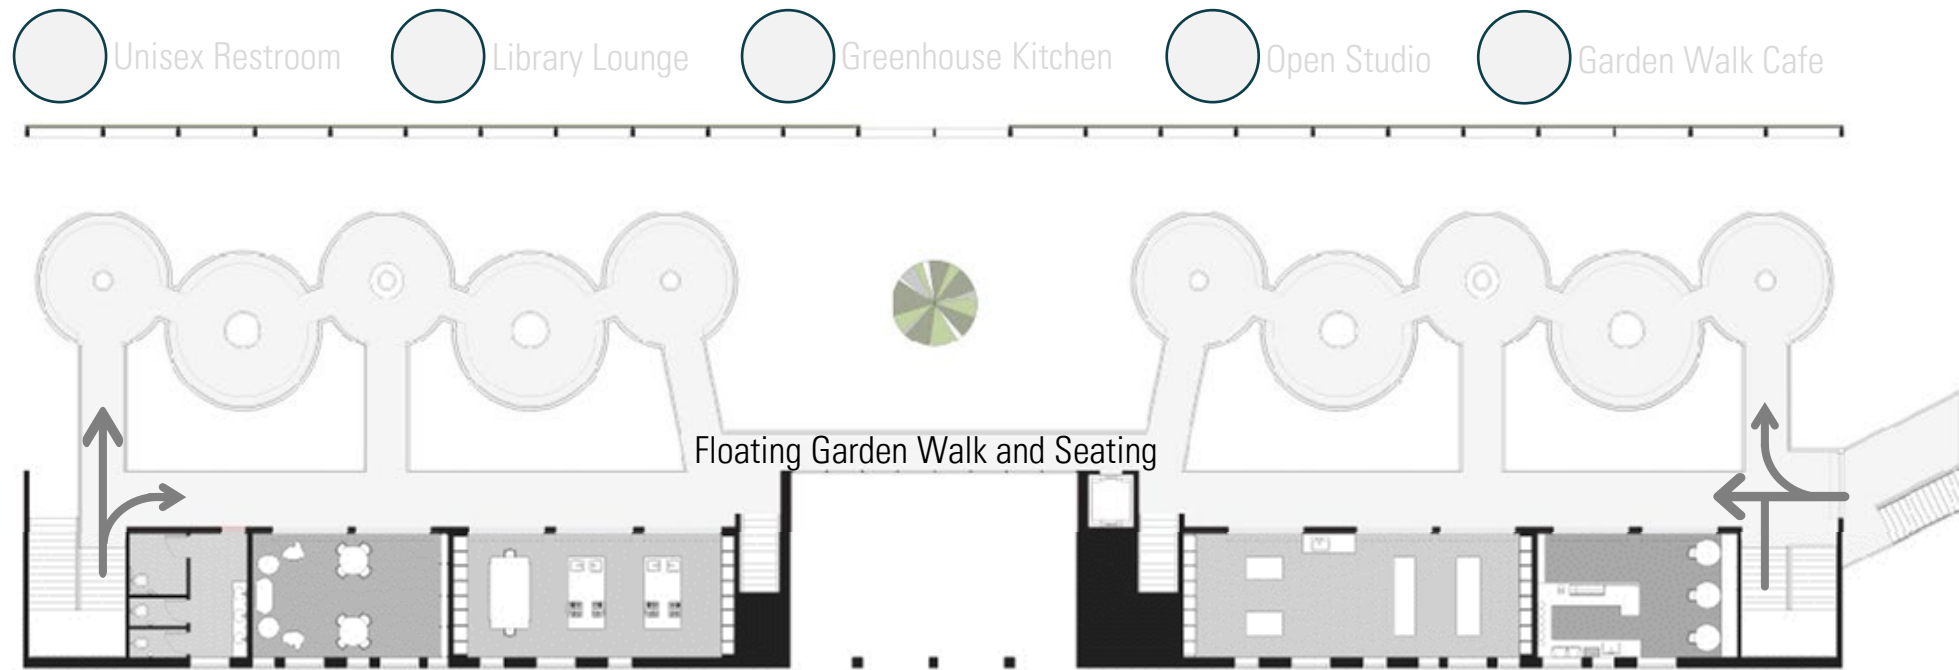 Unisex Restroom
Library Lounge
Greenhouse Kitchen
Open Studio
Garden Walk Cafe
Floating Garden Walk and Seating